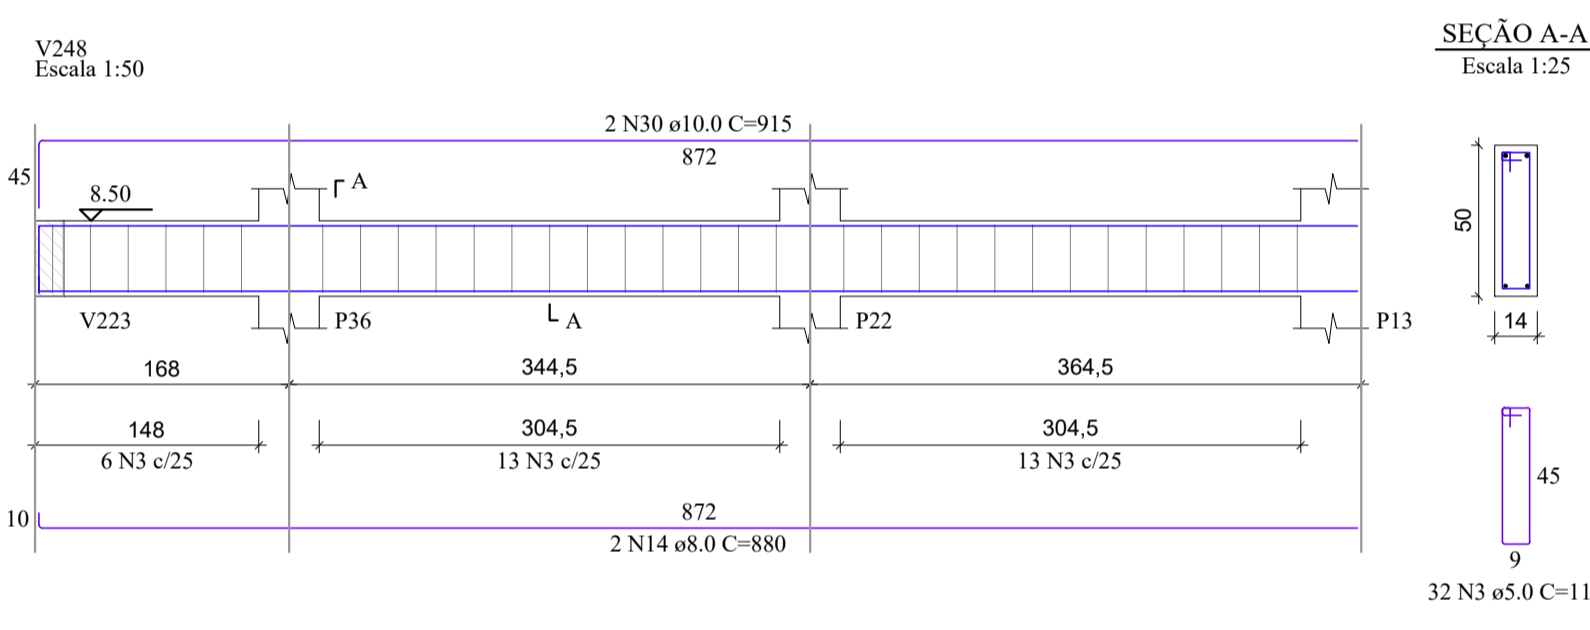 V248
Escala 1:50
SEÇÃO A-A
Escala 1:25
2 N30 ø10.0 C=915
872
45
8.50
A
A
V223
P36
P22
P13
50
14
168
344,5
364,5
148
304,5
304,5
6 N3 c/25
13 N3 c/25
13 N3 c/25
10
872
2 N14 ø8.0 C=880
45
9
32 N3 ø5.0 C=11